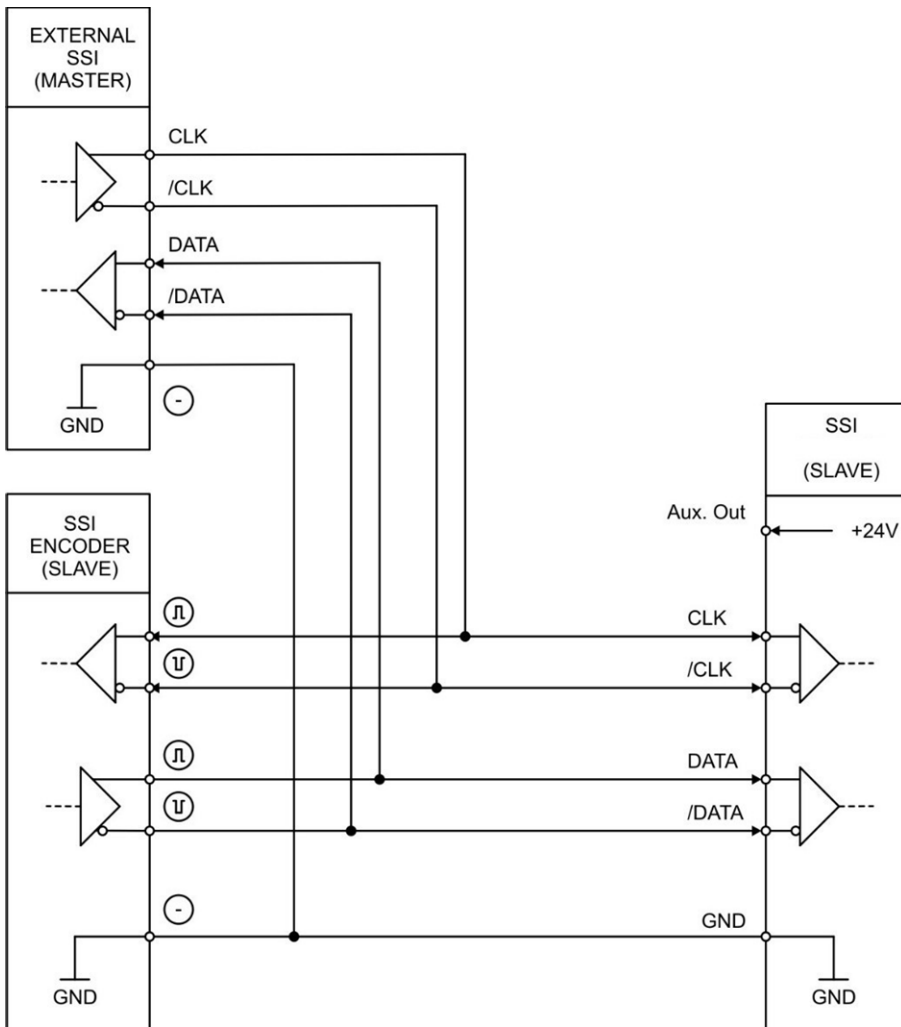 EXTERNAL
SSI
(MASTER)
CLK
/CLK
DATA
/DATA
-
GND
SSI
(SLAVE)
Aux. Out
+24V
SSI
ENCODER
(SLAVE)
CLK
/CLK
DATA
/DATA
-
GND
GND
GND